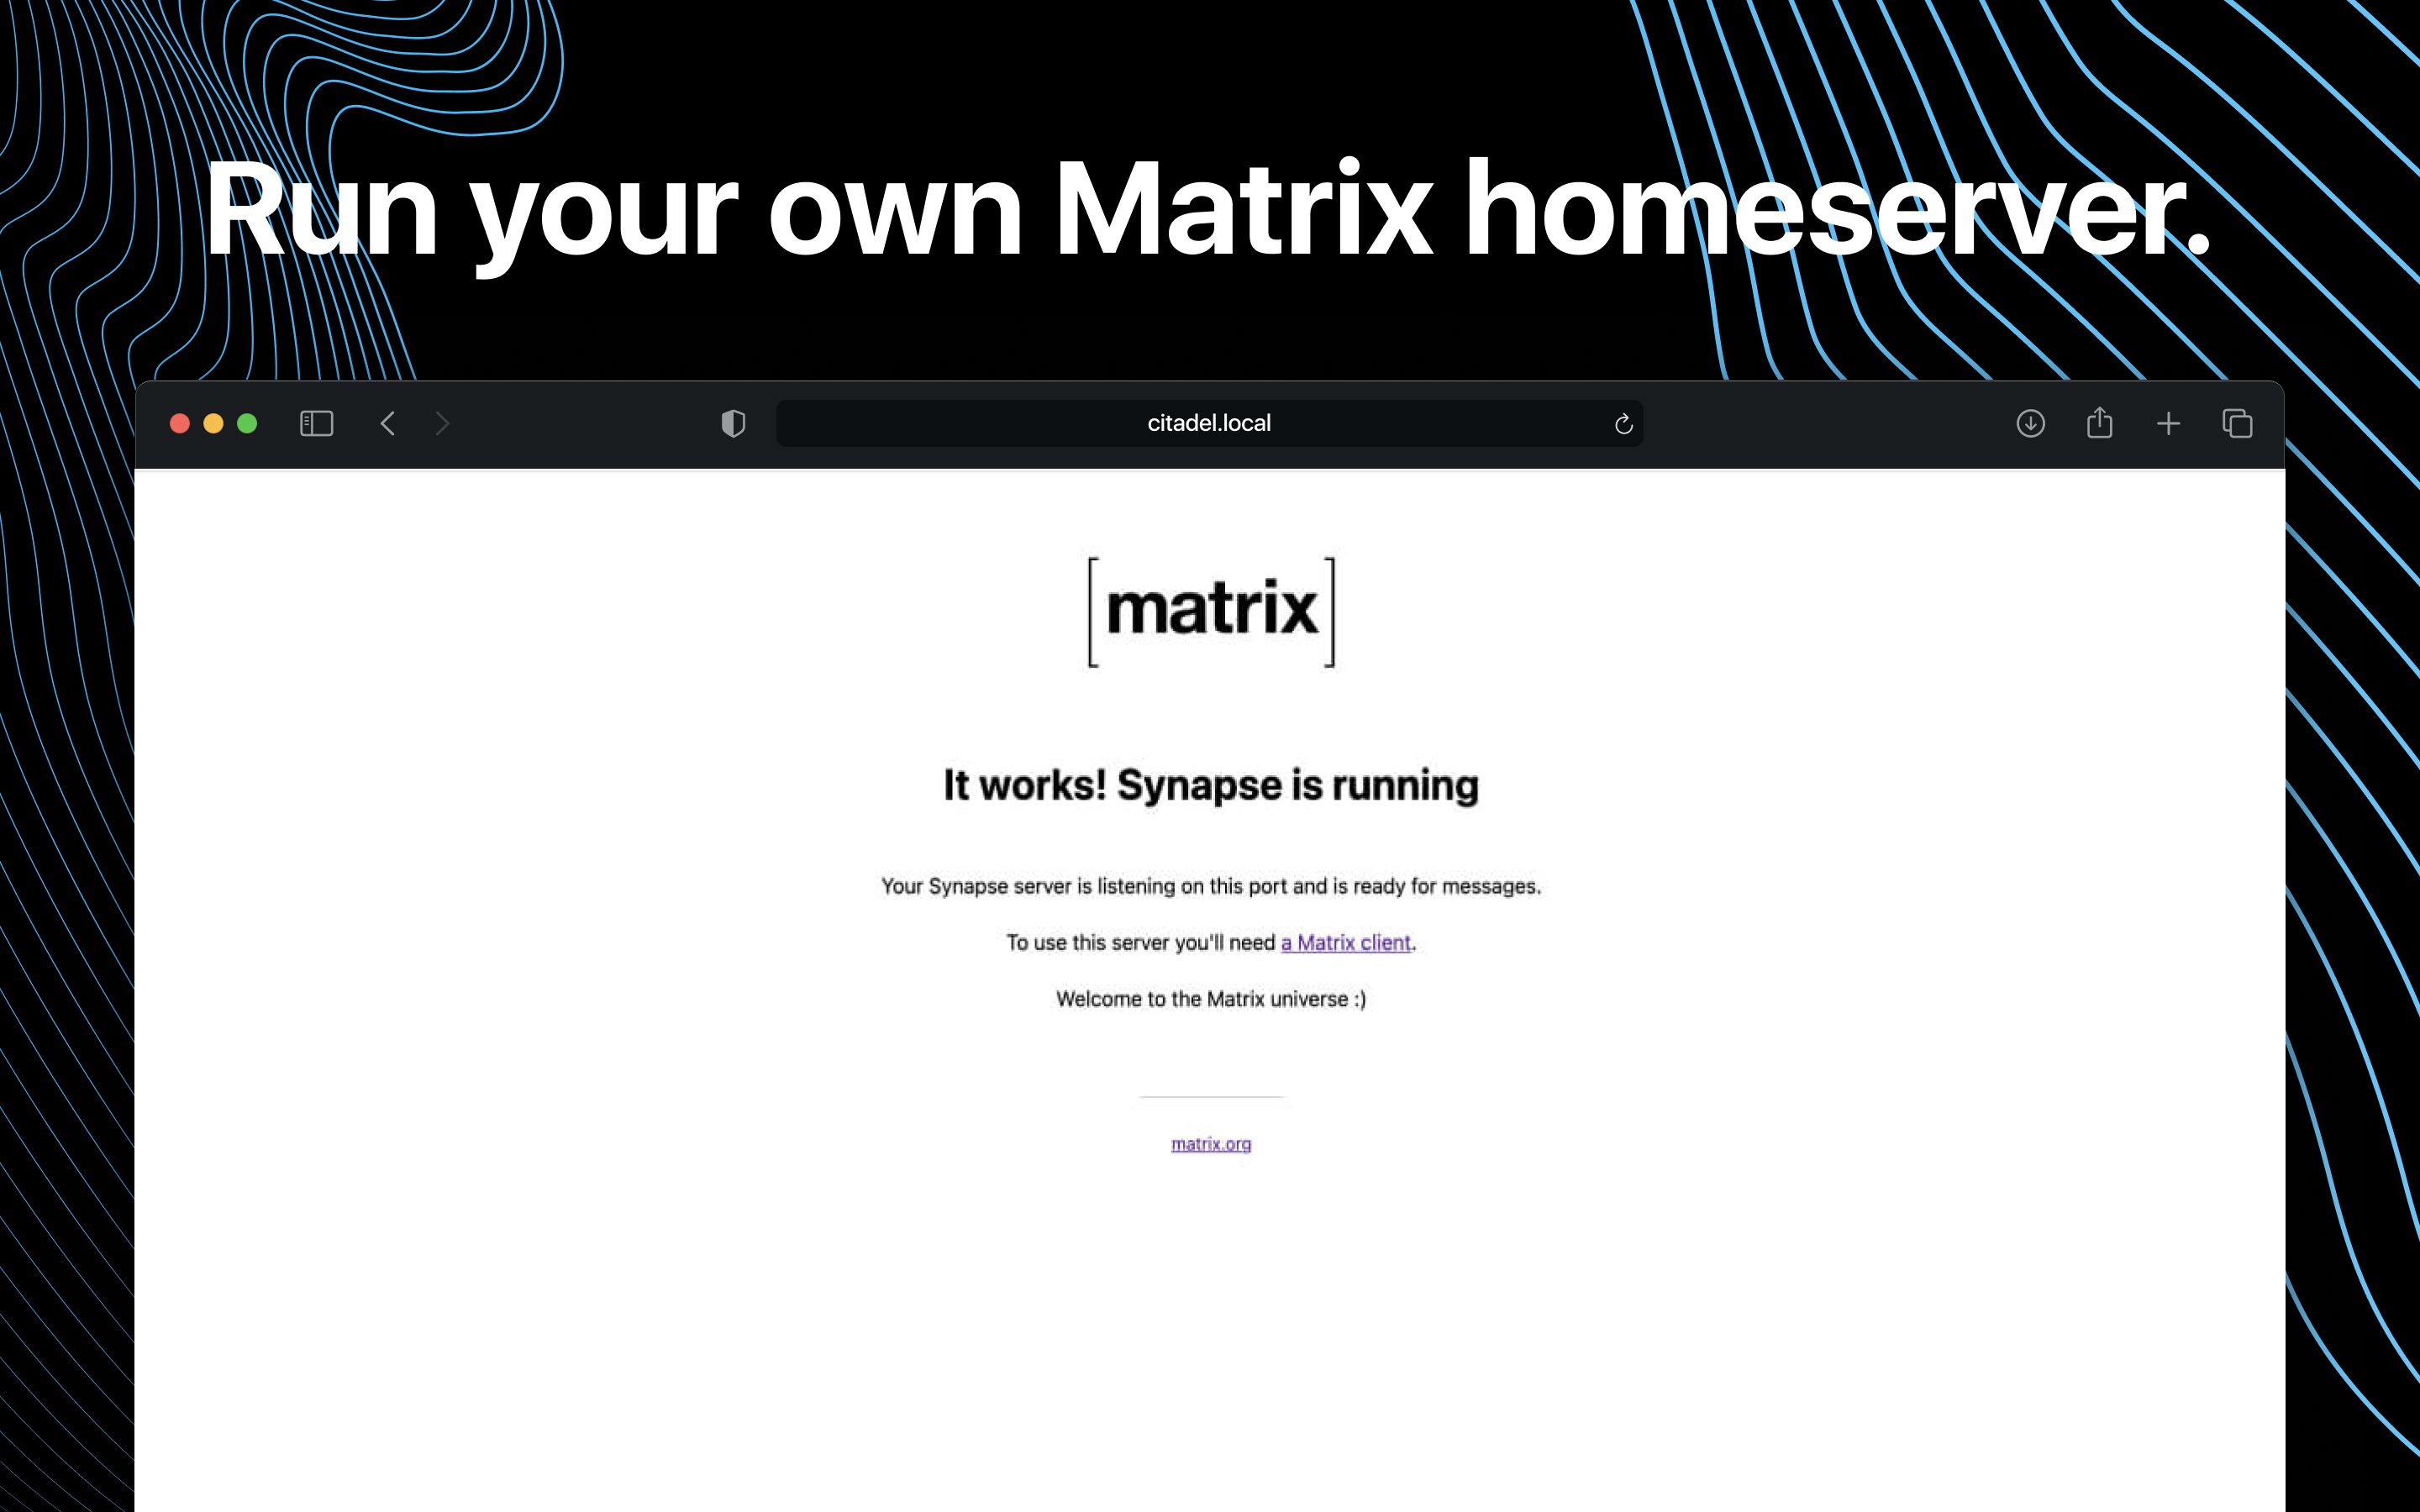 Run your own Matrix homeserver.
citadel.local
[matrix]
It works! Synapse is running
Your Synapse server is listening on this port and is ready for messages.
To use this server you'll need a Matrix client.
Welcome to the Matrix universe :)
matrix.org